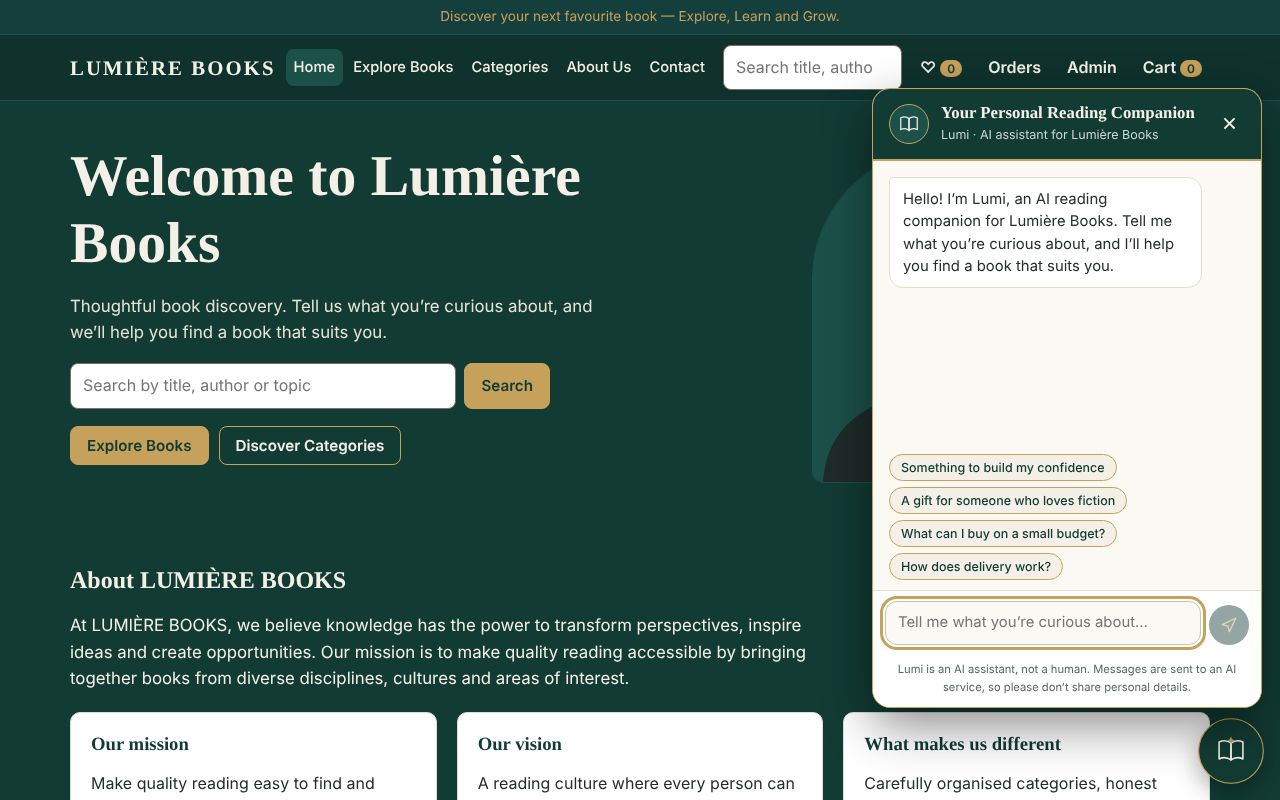 Discover your next favourite book — Explore, Learn and Grow.
LUMIÈRE BOOKS
Home
Explore Books
Categories
About Us
Contact
Search title, autho
0
Orders
Admin
Cart 0
Welcome to Lumière
Books
Thoughtful book discovery. Tell us what you’re curious about, and
we’ll help you find a book that suits you.
Search by title, author or topic
Search
Explore Books
Discover Categories
About LUMIÈRE BOOKS
At LUMIÈRE BOOKS, we believe knowledge has the power to transform perspectives, inspire
ideas and create opportunities. Our mission is to make quality reading accessible by bringing
together books from diverse disciplines, cultures and areas of interest.
Our mission
Make quality reading easy to find and
Our vision
A reading culture where every person can
What makes us different
Carefully organised categories, honest
Your Personal Reading Companion
Lumi · AI assistant for Lumière Books
Hello! I’m Lumi, an AI reading
companion for Lumière Books. Tell me
what you’re curious about, and I’ll help
you find a book that suits you.
Something to build my confidence
A gift for someone who loves fiction
What can I buy on a small budget?
How does delivery work?
Tell me what you’re curious about...
Lumi is an AI assistant, not a human. Messages are sent to an AI
service, so please don’t share personal details.